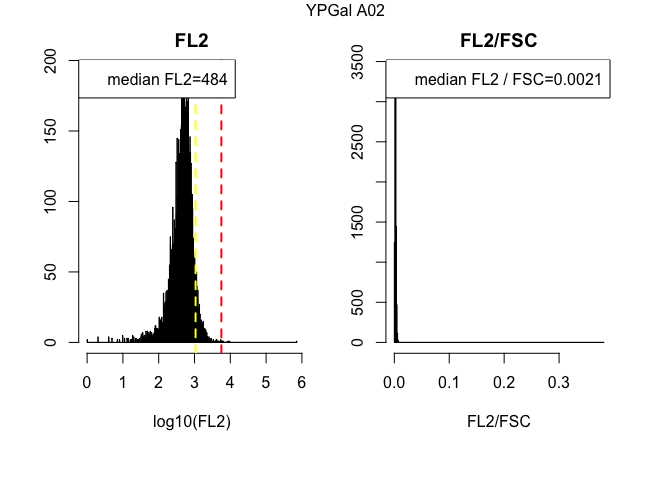 YPGal A02
FL2
median FL2=484
200
150
100
50
0
0 1 2 3 4 5 6
log10(FL2)
FL2/FSC
median FL2 / FSC=0.0021
3500
2500
1500
500
0
0.0 0.1 0.2 0.3
FL2/FSC